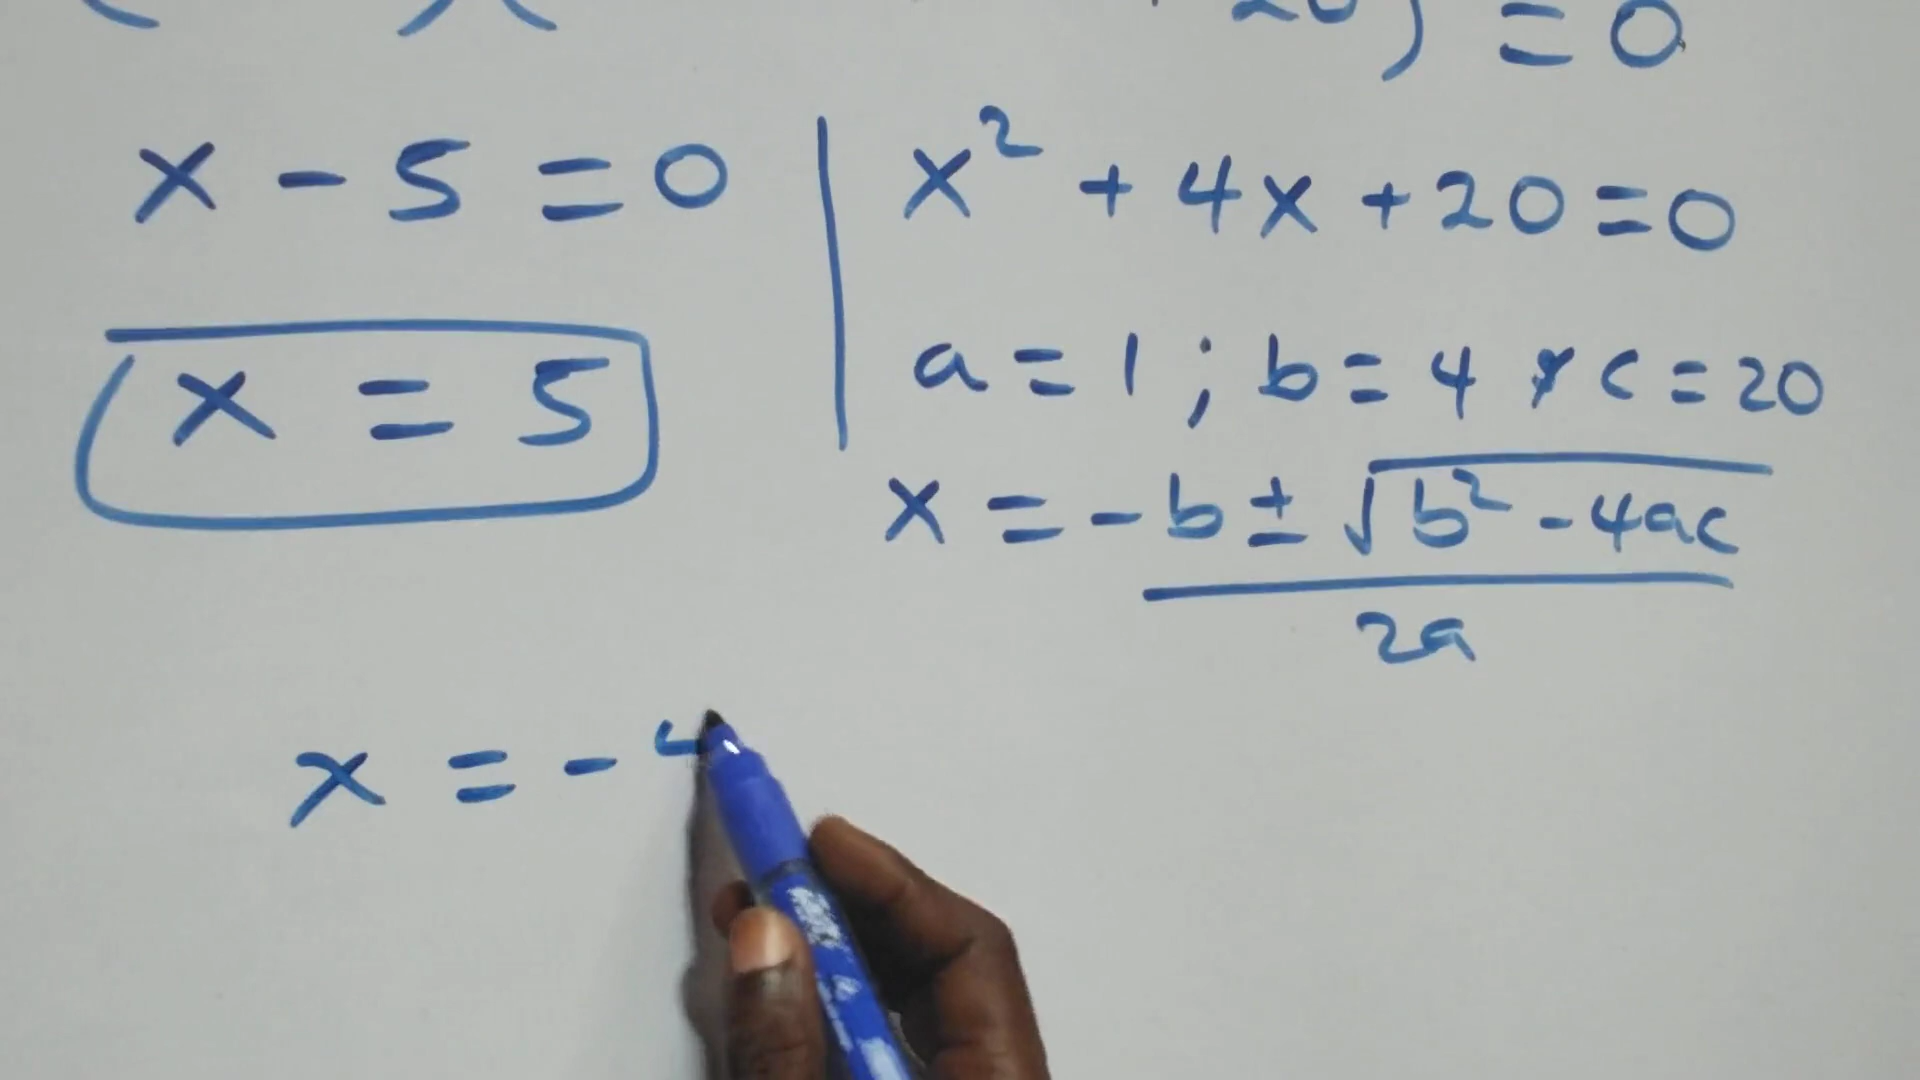 20) = 0
x - 5 = 0
x = 5
x² + 4x + 20 = 0
a = 1 ; b = 4 ; c = 20
x = -b ± √b² - 4ac
2a
x = - 4